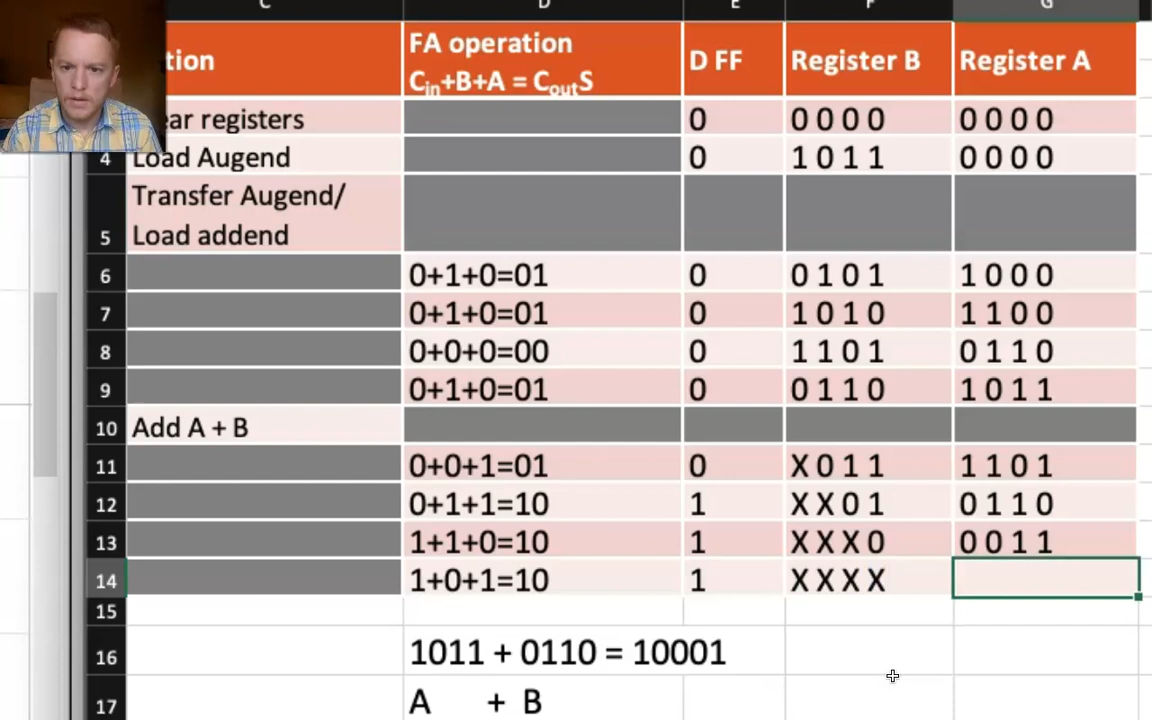 C D E F G
tion FA operation C_in+B+A = C_outS D FF Register B Register A
ear registers 0 0 0 0 0 0 0 0 0
4 Load Augend 0 1 0 1 1 0 0 0 0
5 Transfer Augend/ Load addend
6 0+1+0=01 0 0 1 0 1 1 0 0 0
7 0+1+0=01 0 1 0 1 0 1 1 0 0
8 0+0+0=00 0 1 1 0 1 0 1 1 0
9 0+1+0=01 0 0 1 1 0 1 0 1 1
10 Add A + B
11 0+0+1=01 0 X 0 1 1 1 1 0 1
12 0+1+1=10 1 X X 0 1 0 1 1 0
13 1+1+0=10 1 X X X 0 0 0 1 1
14 1+0+1=10 1 X X X X
15
16 1011 + 0110 = 10001
17 A + B